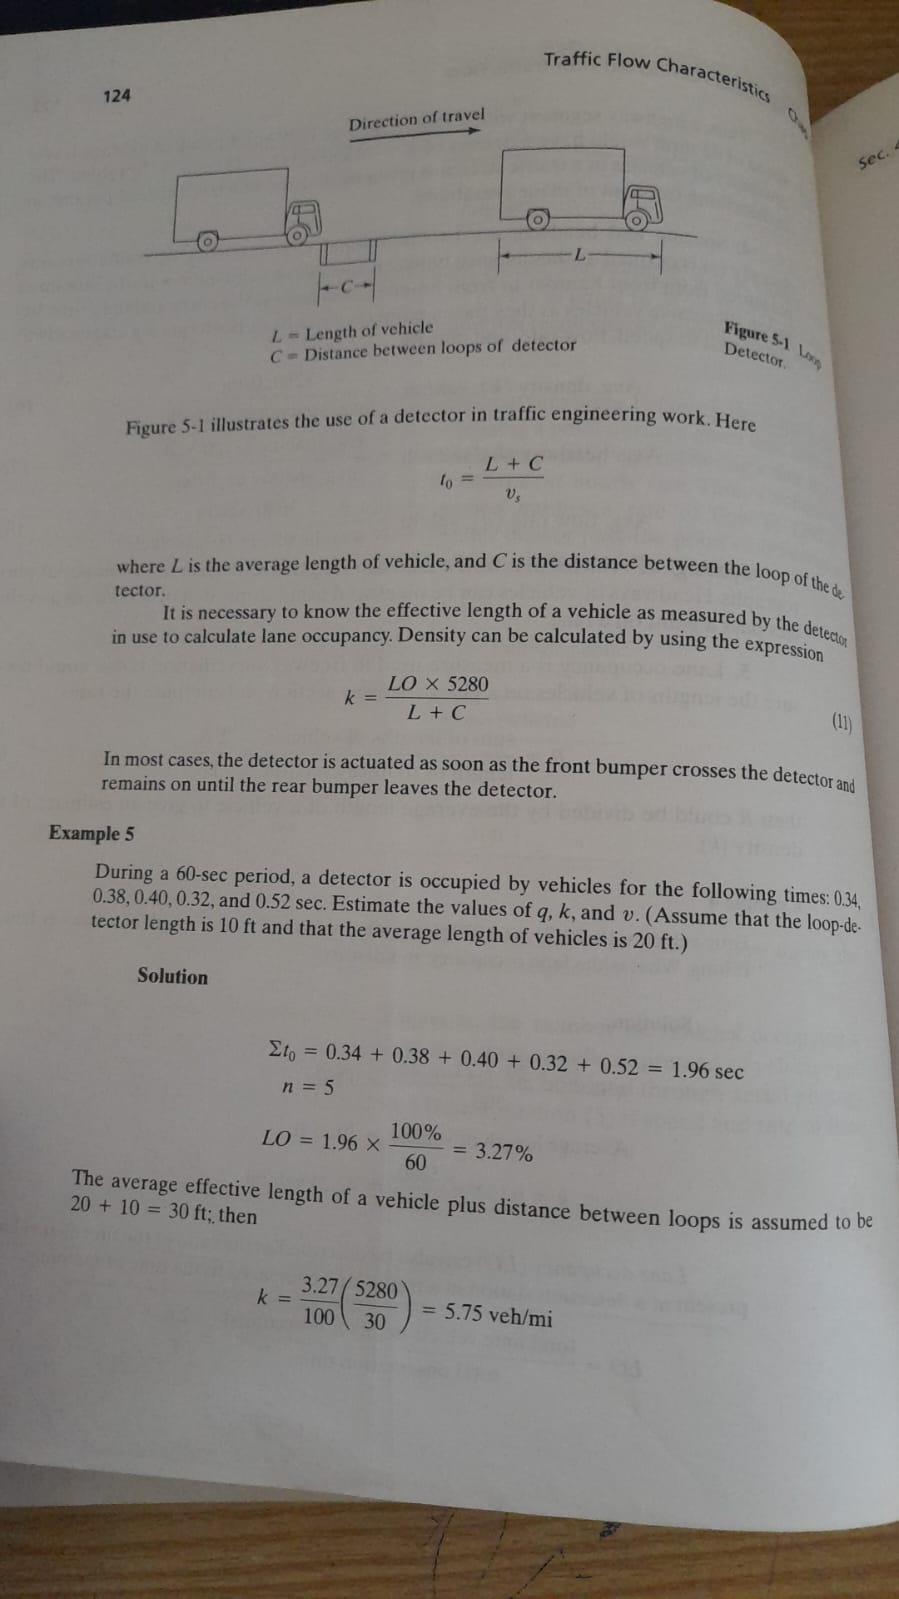 124
Traffic Flow Characteristics
Sec.
Direction of travel
L
C
L = Length of vehicle
C = Distance between loops of detector
Figure 5-1 Loop
Detector.
Figure 5-1 illustrates the use of a detector in traffic engineering work. Here
t₀ = (L + C) / vₛ
where L is the average length of vehicle, and C is the distance between the loop of the de-
tector.
It is necessary to know the effective length of a vehicle as measured by the detector
in use to calculate lane occupancy. Density can be calculated by using the expression
k = (LO × 5280) / (L + C)
(11)
In most cases, the detector is actuated as soon as the front bumper crosses the detector and
remains on until the rear bumper leaves the detector.
Example 5
During a 60-sec period, a detector is occupied by vehicles for the following times: 0.34,
0.38, 0.40, 0.32, and 0.52 sec. Estimate the values of q, k, and v. (Assume that the loop-de-
tector length is 10 ft and that the average length of vehicles is 20 ft.)
Solution
Σt₀ = 0.34 + 0.38 + 0.40 + 0.32 + 0.52 = 1.96 sec
n = 5
LO = 1.96 × 100% / 60 = 3.27%
The average effective length of a vehicle plus distance between loops is assumed to be
20 + 10 = 30 ft; then
k = 3.27 / 100 (5280 / 30) = 5.75 veh/mi